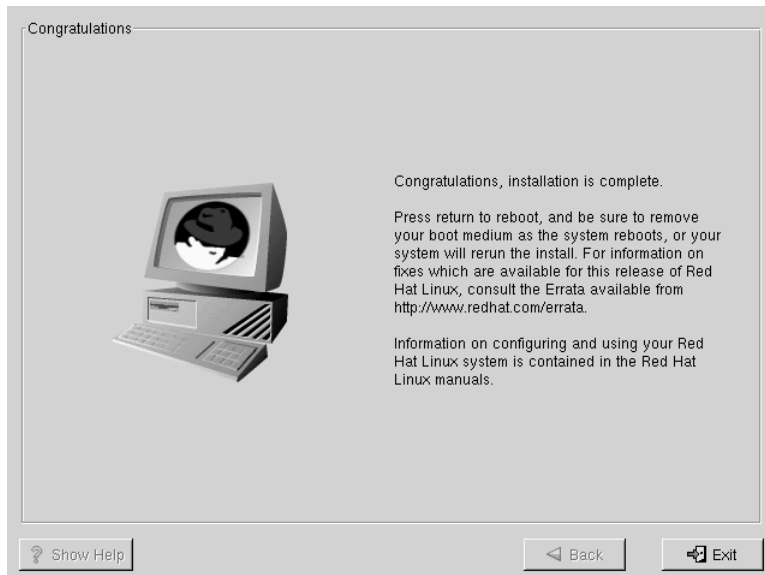 Congratulations
Congratulations, installation is complete.
Press return to reboot, and be sure to remove
your boot medium as the system reboots, or your
system will rerun the install. For information on
fixes which are available for this release of Red
Hat Linux, consult the Errata available from
http://www.redhat.com/errata.
Information on configuring and using your Red
Hat Linux system is contained in the Red Hat
Linux manuals.
? Show Help
Back
Exit